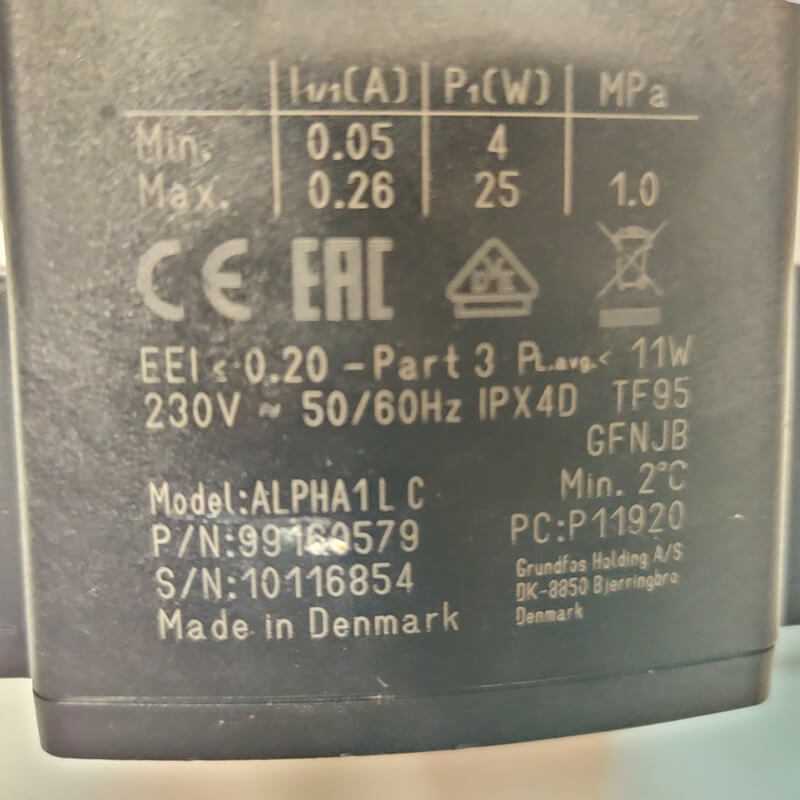 I₁/₁(A) P₁(W) MPa
Min. 0.05 4
Max. 0.26 25 1.0
CE EAC VDE
EEI ≤ 0.20 - Part 3 PL,avg.< 11W
230V ~ 50/60Hz IPX4D TF95
GFNJB
Model:ALPHA1 L C Min. 2°C
P/N:99160579 PC:P11920
S/N:10116854 Grundfos Holding A/S
DK-8850 Bjerringbro
Made in Denmark Denmark